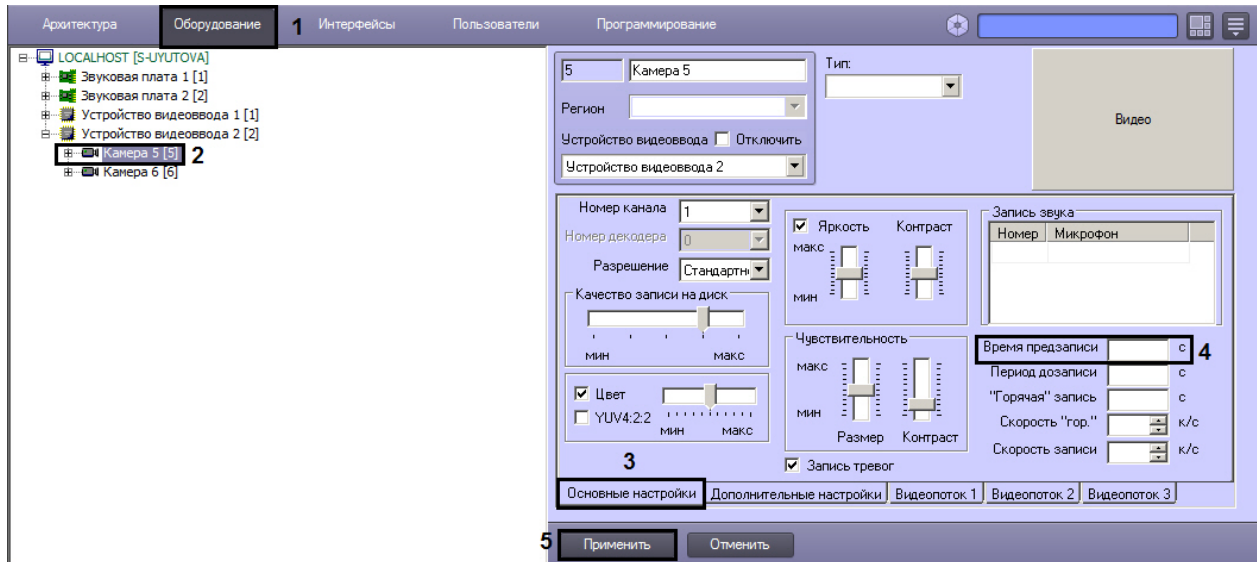 Архитектура Оборудование 1 Интерфейсы Пользователи Программирование
LOCALHOST [S-UYUTOVA]
Звуковая плата 1 [1]
Звуковая плата 2 [2]
Устройство видеоввода 1 [1]
Устройство видеоввода 2 [2]
Камера 5 [5] 2
Камера 6 [6]
5 Камера 5
Регион
Устройство видеоввода Отключить
Устройство видеоввода 2
Тип:
Видео
Номер канала 1
Номер декодера 0
Разрешение Стандартн
Качество записи на диск
мин макс
Цвет
YUV4:2:2
мин макс
Яркость Контраст
макс
мин
Чувствительность
макс
мин
Размер Контраст
Запись тревог
Запись звука
Номер Микрофон
Время предзаписи с 4
Период дозаписи с
"Горячая" запись с
Скорость "гор." к/с
Скорость записи к/с
3
Основные настройки Дополнительные настройки Видеопоток 1 Видеопоток 2 Видеопоток 3
5 Применить Отменить